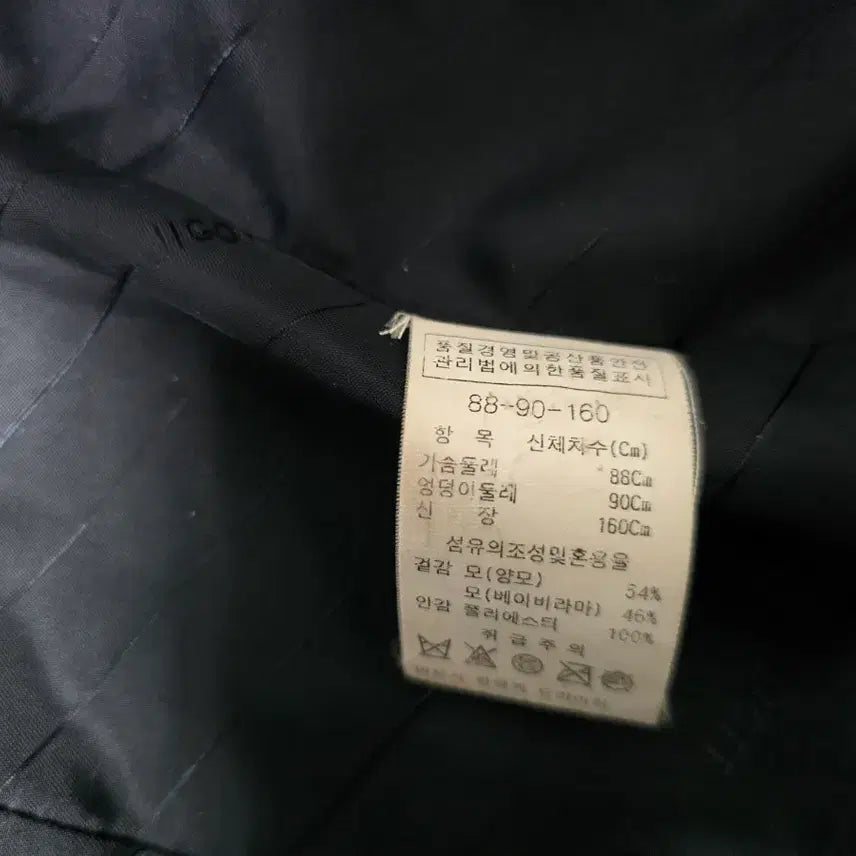 IIGO
품질경영및공산품안전
관리법에의한품질표시
88-90-160
항 목 신체치수(Cm)
가슴둘레 88Cm
엉덩이둘레 90Cm
신 장 160Cm
섬유의조성및혼용율
겉감 모(양모) 54%
모(베이비라마) 46%
안감 폴리에스터 100%
취급주의